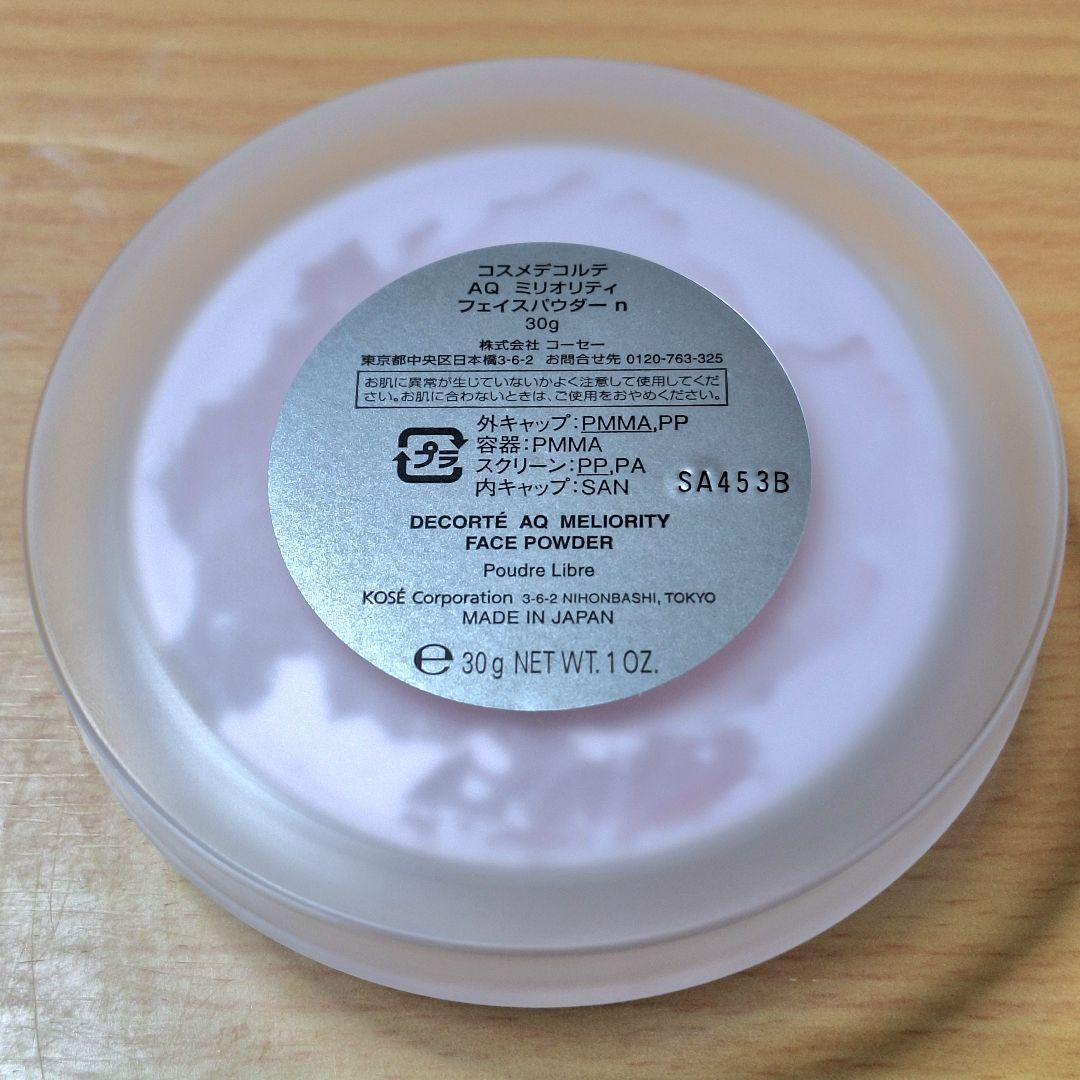 コスメデコルテ
AQ ミリオリティ
フェイスパウダー n
30g
株式会社 コーセー
東京都中央区日本橋3-6-2 お問合せ先 0120-763-325
お肌に異常が生じていないかよく注意して使用してくだ
さい。お肌に合わないときは、ご使用をおやめください。
プラ
外キャップ:PMMA,PP
容器:PMMA
スクリーン:PP,PA
内キャップ:SAN
SA453B
DECORTÉ AQ MELIORITY
FACE POWDER
Poudre Libre
KOSÉ Corporation 3-6-2 NIHONBASHI, TOKYO
MADE IN JAPAN
℮ 30g NET WT. 1 OZ.